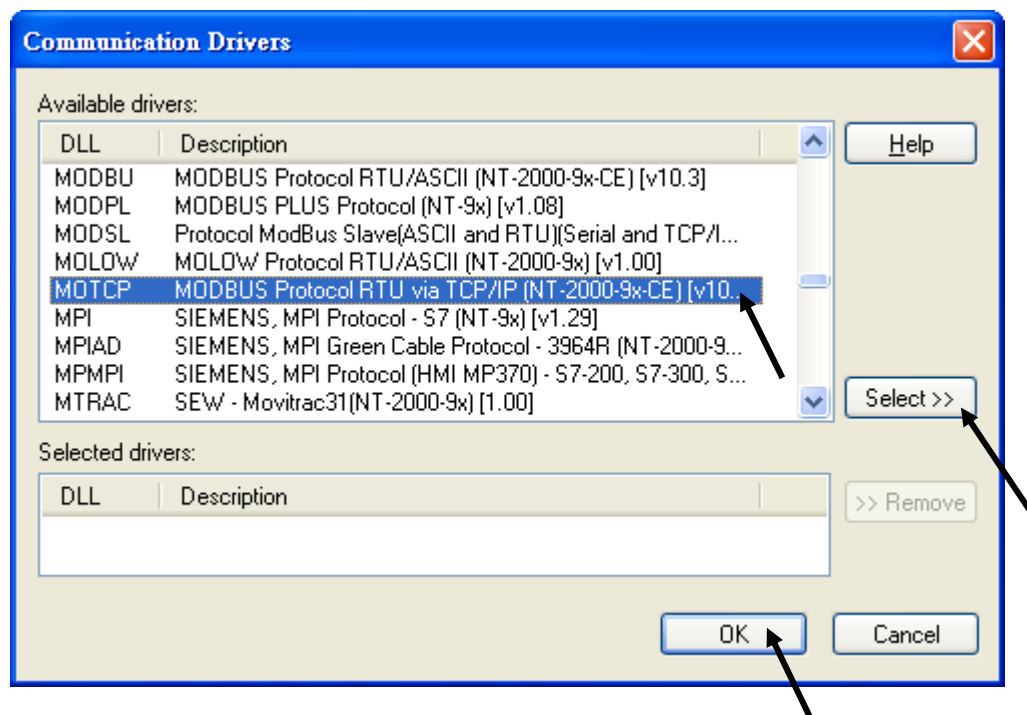 Communication Drivers
Available drivers:
DLL Description
MODBU MODBUS Protocol RTU/ASCII (NT-2000-9x-CE) [v10.3]
MODPL MODBUS PLUS Protocol (NT-9x) [v1.08]
MODSL Protocol ModBus Slave(ASCII and RTU)(Serial and TCP/I...
MOLOW MOLOW Protocol RTU/ASCII (NT-2000-9x) [v1.00]
MOTCP MODBUS Protocol RTU via TCP/IP (NT-2000-9x-CE) [v10...
MPI SIEMENS, MPI Protocol - S7 (NT-9x) [v1.29]
MPIAD SIEMENS, MPI Green Cable Protocol - 3964R (NT-2000-9...
MPMPI SIEMENS, MPI Protocol (HMI MP370) - S7-200, S7-300, S...
MTRAC SEW - Movitrac31(NT-2000-9x) [1.00]
Help
Select >>
Selected drivers:
DLL Description
>> Remove
OK Cancel